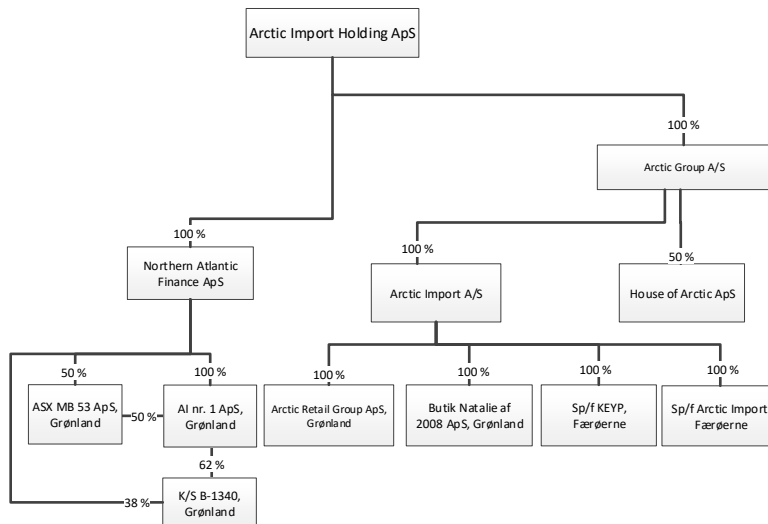 Arctic Import Holding ApS
100 %
Arctic Group A/S
100 %
100 %
50 %
Northern Atlantic
Finance ApS
Arctic Import A/S
House of Arctic ApS
50 %
100 %
100 %
100 %
100 %
100 %
ASX MB 53 ApS,
Grønland
50 %
AI nr. 1 ApS,
Grønland
Arctic Retail Group ApS,
Grønland
Butik Natalie af
2008 ApS, Grønland
Sp/f KEYP,
Færøerne
Sp/f Arctic Import
Færøerne
62 %
38 %
K/S B-1340,
Grønland